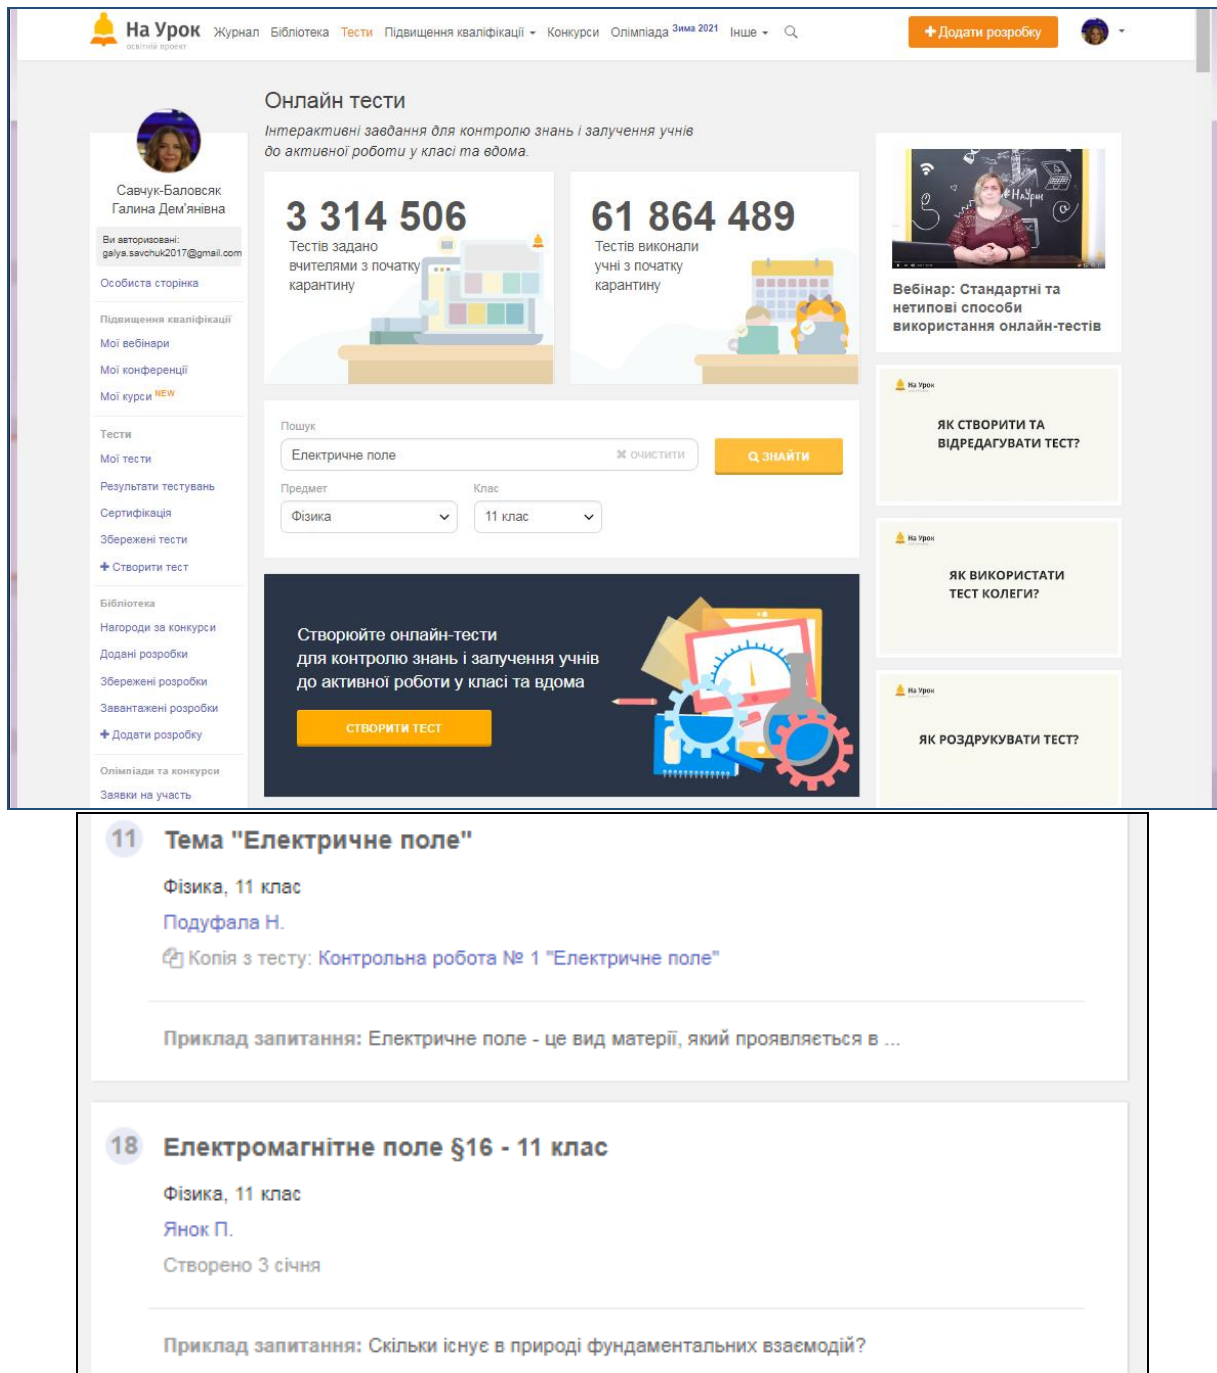 На Урок
освітній проект
Журнал Бібліотека Тести Підвищення кваліфікації Конкурси Олімпіада Зима 2021 Інше
Додати розробку
Савчук-Баловсяк
Галина Дем'янівна
Ви авторизовані:
galya.savchuk2017@gmail.com
Особиста сторінка
Підвищення кваліфікації
Мої вебінари
Мої конференції
Мої курси NEW
Тести
Мої тести
Результати тестувань
Сертифікація
Збережені тести
Створити тест
Бібліотека
Нагороди за конкурси
Додані розробки
Збережені розробки
Завантажені розробки
Додати розробку
Олімпіади та конкурси
Заявки на участь
Онлайн тести
Інтерактивні завдання для контролю знань і залучення учнів
до активної роботи у класі та вдома.
3 314 506
Тестів задано
вчителями з початку
карантину
61 864 489
Тестів виконали
учні з початку
карантину
Пошук
Електричне поле
очистити
ЗНАЙТИ
Предмет
Клас
Фізика
11 клас
Створюйте онлайн-тести
для контролю знань і залучення учнів
до активної роботи у класі та вдома
СТВОРИТИ ТЕСТ
#НаУрок
Вебінар: Стандартні та
нетипові способи
використання онлайн-тестів
На Урок
ЯК СТВОРИТИ ТА
ВІДРЕДАГУВАТИ ТЕСТ?
На Урок
ЯК ВИКОРИСТАТИ
ТЕСТ КОЛЕГИ?
На Урок
ЯК РОЗДРУКУВАТИ ТЕСТ?
11 Тема "Електричне поле"
Фізика, 11 клас
Подуфала Н.
Копія з тесту: Контрольна робота № 1 "Електричне поле"
Приклад запитання: Електричне поле - це вид матерії, який проявляється в ...
18 Електромагнітне поле §16 - 11 клас
Фізика, 11 клас
Янок П.
Створено 3 січня
Приклад запитання: Скільки існує в природі фундаментальних взаємодій?